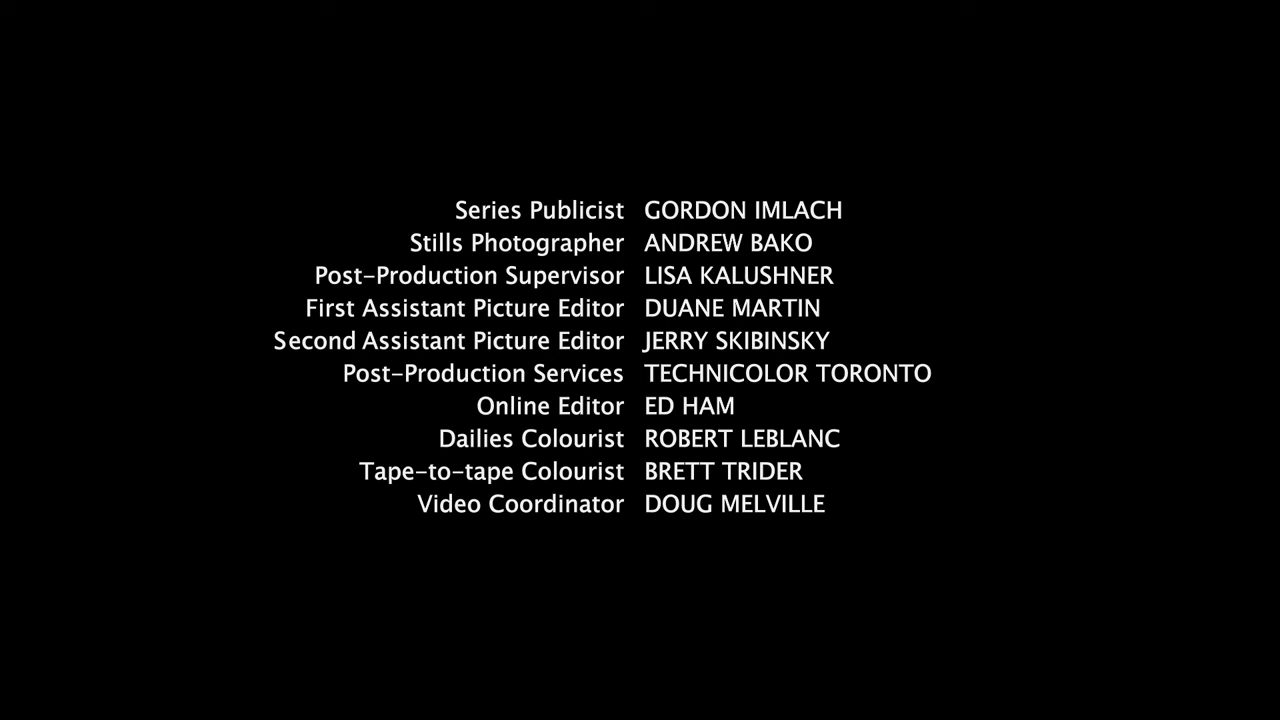 Series Publicist GORDON IMLACH
Stills Photographer ANDREW BAKO
Post-Production Supervisor LISA KALUSHNER
First Assistant Picture Editor DUANE MARTIN
Second Assistant Picture Editor JERRY SKIBINSKY
Post-Production Services TECHNICOLOR TORONTO
Online Editor ED HAM
Dailies Colourist ROBERT LEBLANC
Tape-to-tape Colourist BRETT TRIDER
Video Coordinator DOUG MELVILLE